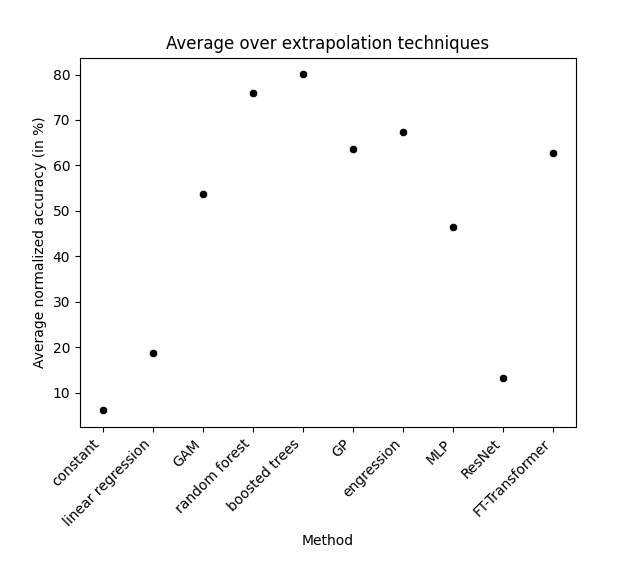 Average over extrapolation techniques
Average normalized accuracy (in %)
80
70
60
50
40
30
20
10
constant
linear regression
GAM
random forest
boosted trees
GP
engression
MLP
ResNet
FT-Transformer
Method